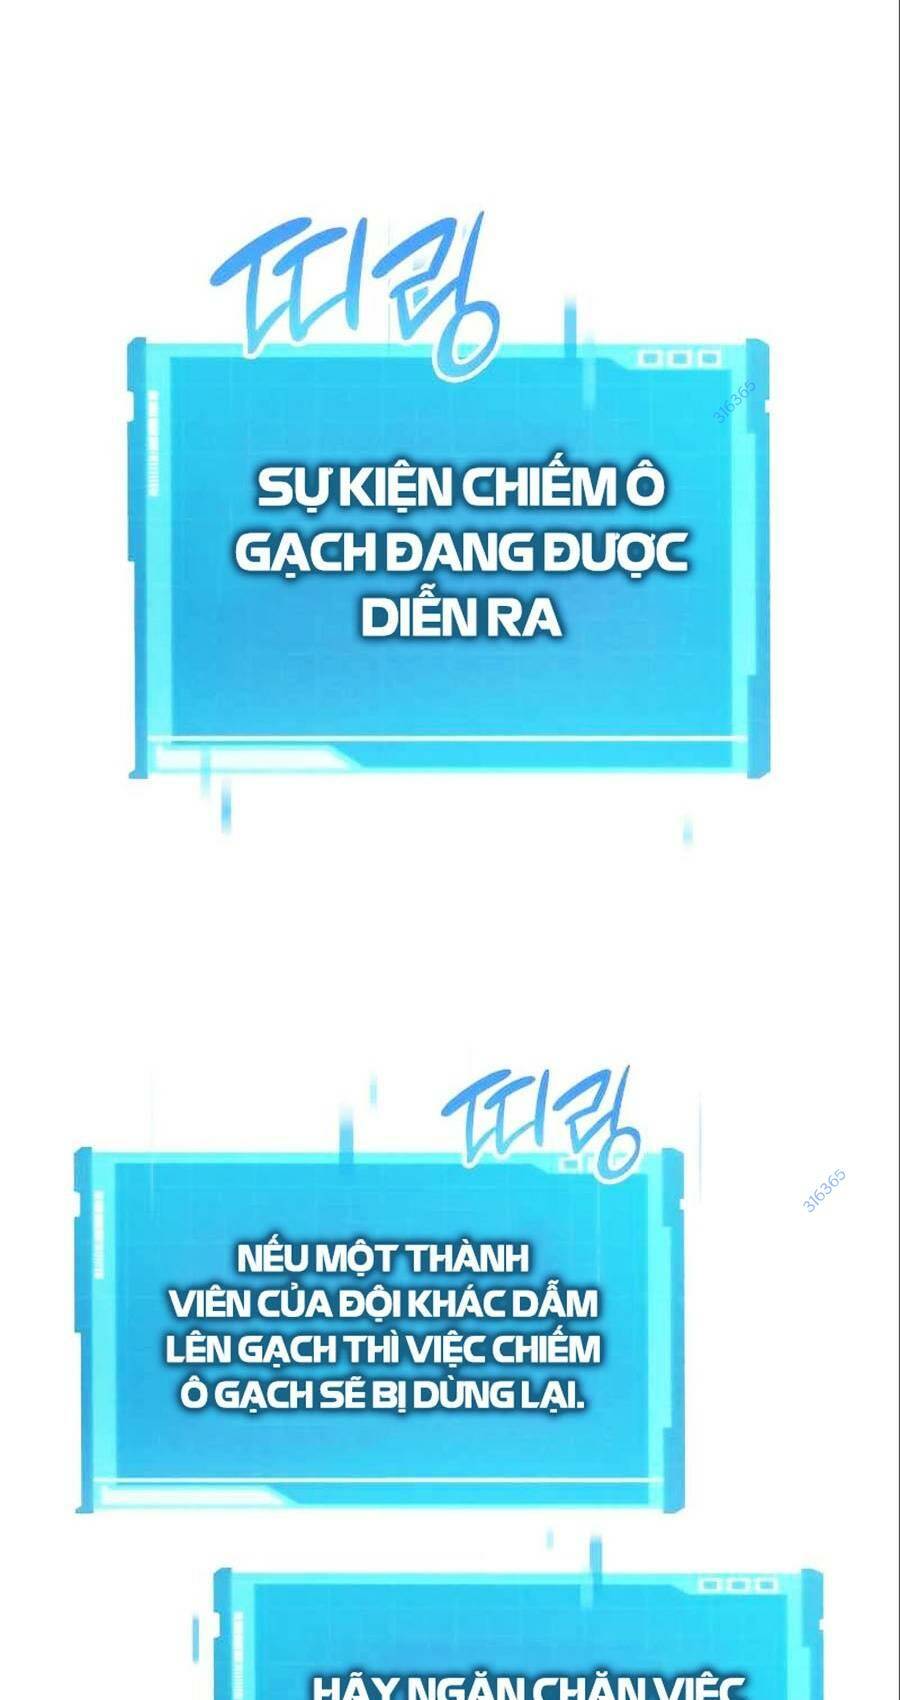 띠링
316365
SỰ KIỆN CHIẾM Ô
GẠCH ĐANG ĐƯỢC
DIỄN RA
띠링
316365
NẾU MỘT THÀNH
VIÊN CỦA ĐỘI KHÁC DẪM
LÊN GẠCH THÌ VIỆC CHIẾM
Ô GẠCH SẼ BỊ DỪNG LẠI.
HÃY NGĂN CHẶN VIỆC